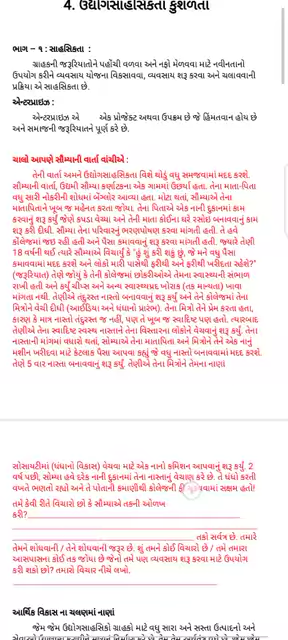 4. ઉદ્યોગસાહસિકતા કુશળતા
ભાગ – ૧ : સાહસિકતા :
ગ્રાહકની જરૂરિયાતોને પહોંચી વળવા અને નફો મેળવવા માટે નવીનતાનો
ઉપયોગ કરીને વ્યવસાય યોજના વિકસાવવા, વ્યવસાય શરૂ કરવા અને ચલાવવાની
પ્રક્રિયા એ સાહસિકતા છે.
એન્ટરપ્રાઇઝ :
એન્ટરપ્રાઇઝ એ એક પ્રોજેક્ટ અથવા ઉપક્રમ છે જે હિંમતવાન હોય છે
અને સમાજની જરૂરિયાતને પૂર્ણ કરે છે.
ચાલો આપણે સૌમ્યાની વાર્તા વાંચીએ :
તેની વાર્તા અમને ઉદ્યોગસાહસિકતા વિશે થોડું વધુ સમજવામાં મદદ કરશે.
સૌમ્યાની વાર્તા, ઉદ્યમી સૌમ્યા કર્ણાટકના એક ગામમાં ઉછર્યા હતા. તેના માતા-પિતા
વધુ સારી નોકરીની શોધમાં બેંગ્લોર આવ્યા હતા. મોટા થતાં, સૌમ્યાએ તેના
માતાપિતાને ખૂબ જ મહેનત કરતા જોયા. તેના પિતાએ એક નાની દુકાનમાં કામ
કરવાનું શરૂ કર્યું જેણે કપડા વેચ્યા અને તેની માતા કોઈના ઘરે રસોઇ બનાવવાનું કામ
શરૂ કરી દીધી. સૌમ્યા તેના પરિવારનું ભરણપોષણ કરવા માંગતી હતી. તે હવે
કૉલેજમાં જઇ રહી હતી અને પૈસા કમાવવાનું શરૂ કરવા માંગતી હતી. જ્યારે તેણી
18 વર્ષની થઈ ત્યારે સૌમ્યાએ વિચાર્યું કે "હું શું કરી શકું છું, જે મને વધુ પૈસા
કમાવવામાં મદદ કરશે અને લોકો મારી પાસેથી ફરીથી અને ફરીથી ખરીદતા રહેશે?"
(જરૂરિયાત) તેણે જોયું કે તેની કોલેજમાં છોકરીઓએ તેમના સ્વાસ્થ્યની સંભાળ
રાખી હતી અને કર્યું ચીપ્સ અને અન્ય સ્વાસ્થ્યપ્રદ ખોરાક (તક માન્યતા) ખાવા
માંગતા નથી. તેણીએ તંદુરસ્ત નાસ્તો બનાવવાનું શરૂ કર્યું અને તેને કોલેજમાં તેના
મિત્રોને વેચી દીધી (આઈડિયા અને ધંધાનો પ્રારંભ). તેના મિત્રો તેને પ્રેમ કરતા હતા,
કારણ કે માત્ર નાસ્તો તંદુરસ્ત જ નહીં, પણ તે ખૂબ જ સ્વાદિષ્ટ પણ હતો. ત્યારબાદ
તેણીએ તેના સ્વાદિષ્ટ સ્વસ્થ નાસ્તાને તેના વિસ્તારના લોકોને વેચવાનું શરૂ કર્યું. તેના
નાસ્તાની માંગમાં વધારો થતાં, સોમ્યાએ તેના માતાપિતા અને મિત્રોને તેને એક નાનું
મશીન ખરીદવા માટે કેટલાક પૈસા આપવા કહ્યું જે વધુ નાસ્તો બનાવવામાં મદદ કરશે.
તેણે 5 વાર નાસ્તા બનાવવાનું શરૂ કર્યું. તેણીએ તેના મિત્રોને તેમના નાણાં
સોસાયટીમાં (ધંધાનો વિકાસ) વેચવા માટે એક નાનો કમિશન આપવાનું શરૂ કર્યું. 2
વર્ષ પછી, સોમ્યા હવે દરેક નાની દુકાનમાં તેના નાસ્તાનું વેચાણ કરે છે. તે ધંધો કરતી
વખતે ભણતો રહ્યો અને તે પોતાની કમાણીથી કોલેજની ફી વામાં સક્ષમ હતો!
તમે કેવી રીતે વિચારો છો કે સૌમ્યાએ તકની ઓળખ
કરી?
તકો સર્વત્ર છે. તમારે
તેમને શોધવાની / તેને શોધવાની જરૂર છે. શું તમને કોઈ વિચારો છે / તમે તમારા
આસપાસના કોઈ તક જોયા છે જેનો તમે પણ વ્યવસાય શરૂ કરવા માટે ઉપયોગ
કરી શકો છો? તમારો વિચાર નીચે લખો.
આર્થિક વિકાસ ના ચલણમાં નાણાં
જેમ જેમ ઉદ્યોગસાહસિકો ગ્રાહકો માટે વધુ સારા અને સસ્તા ઉત્પાદનો અને